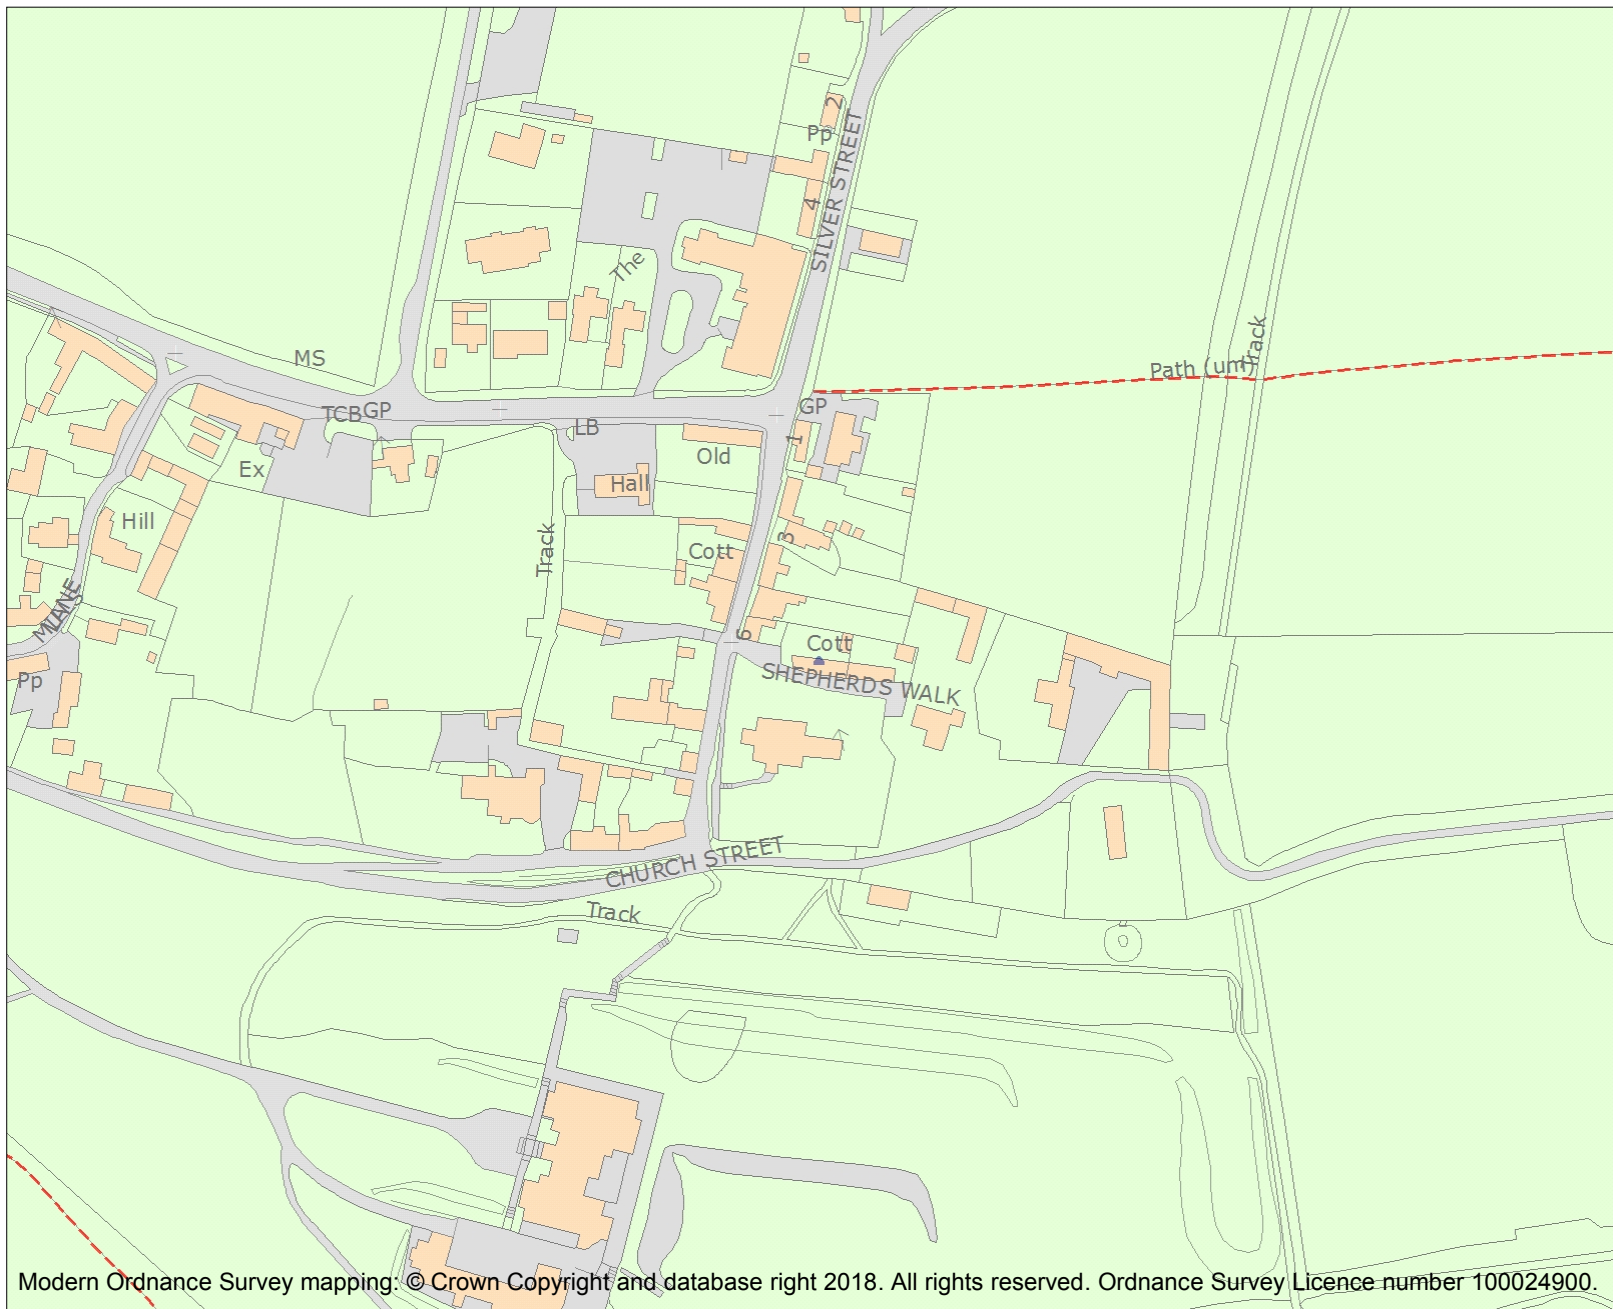 2
Pp
SILVER STREET
4
The
Track
MS
Path (um)
TCB
GP
GP
LB
1
Old
Ex
Hall
Hill
Track
3
Cott
LANE
6
Cott
SHEPHERDS WALK
Pp
CHURCH STREET
Track
Modern Ordnance Survey mapping: © Crown Copyright and database right 2018. All rights reserved. Ordnance Survey Licence number 100024900.